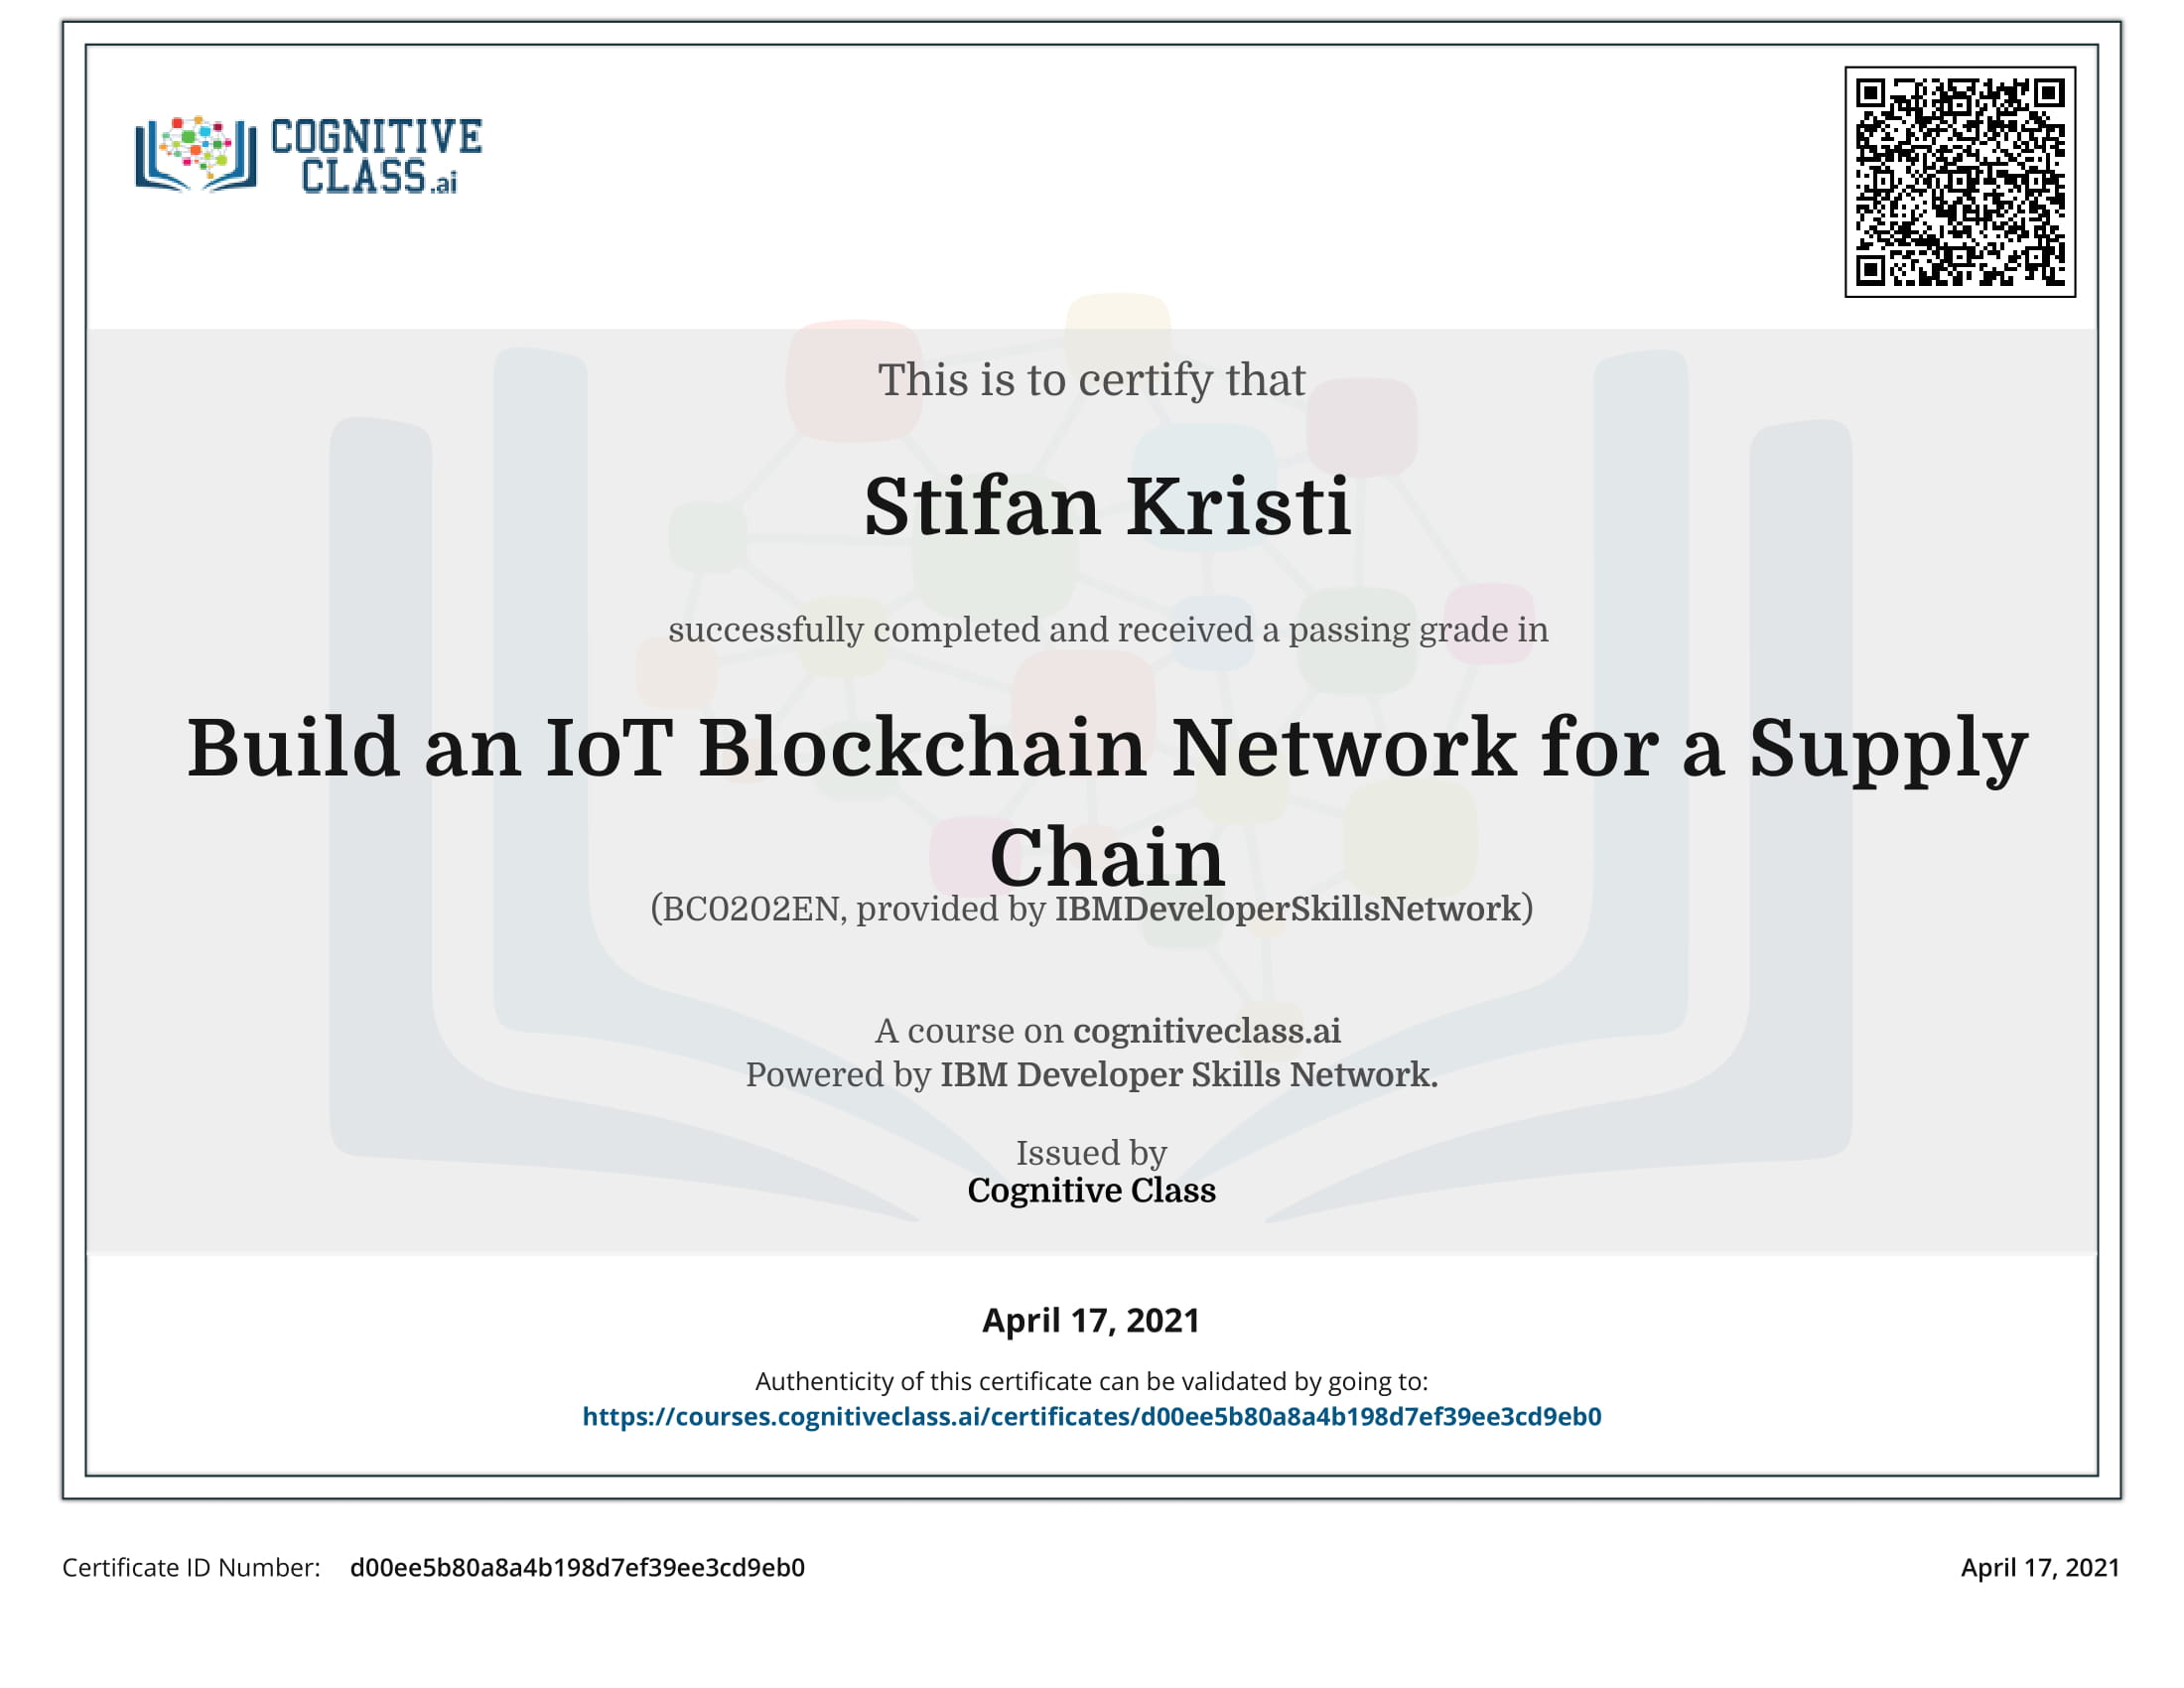 COGNITIVE
CLASS.ai
This is to certify that
Stifan Kristi
successfully completed and received a passing grade in
Build an IoT Blockchain Network for a Supply
Chain
(BC0202EN, provided by IBMDeveloperSkillsNetwork)
A course on cognitiveclass.ai
Powered by IBM Developer Skills Network.
Issued by
Cognitive Class
April 17, 2021
Authenticity of this certificate can be validated by going to:
https://courses.cognitiveclass.ai/certificates/d00ee5b80a8a4b198d7ef39ee3cd9eb0
Certificate ID Number: d00ee5b80a8a4b198d7ef39ee3cd9eb0
April 17, 2021